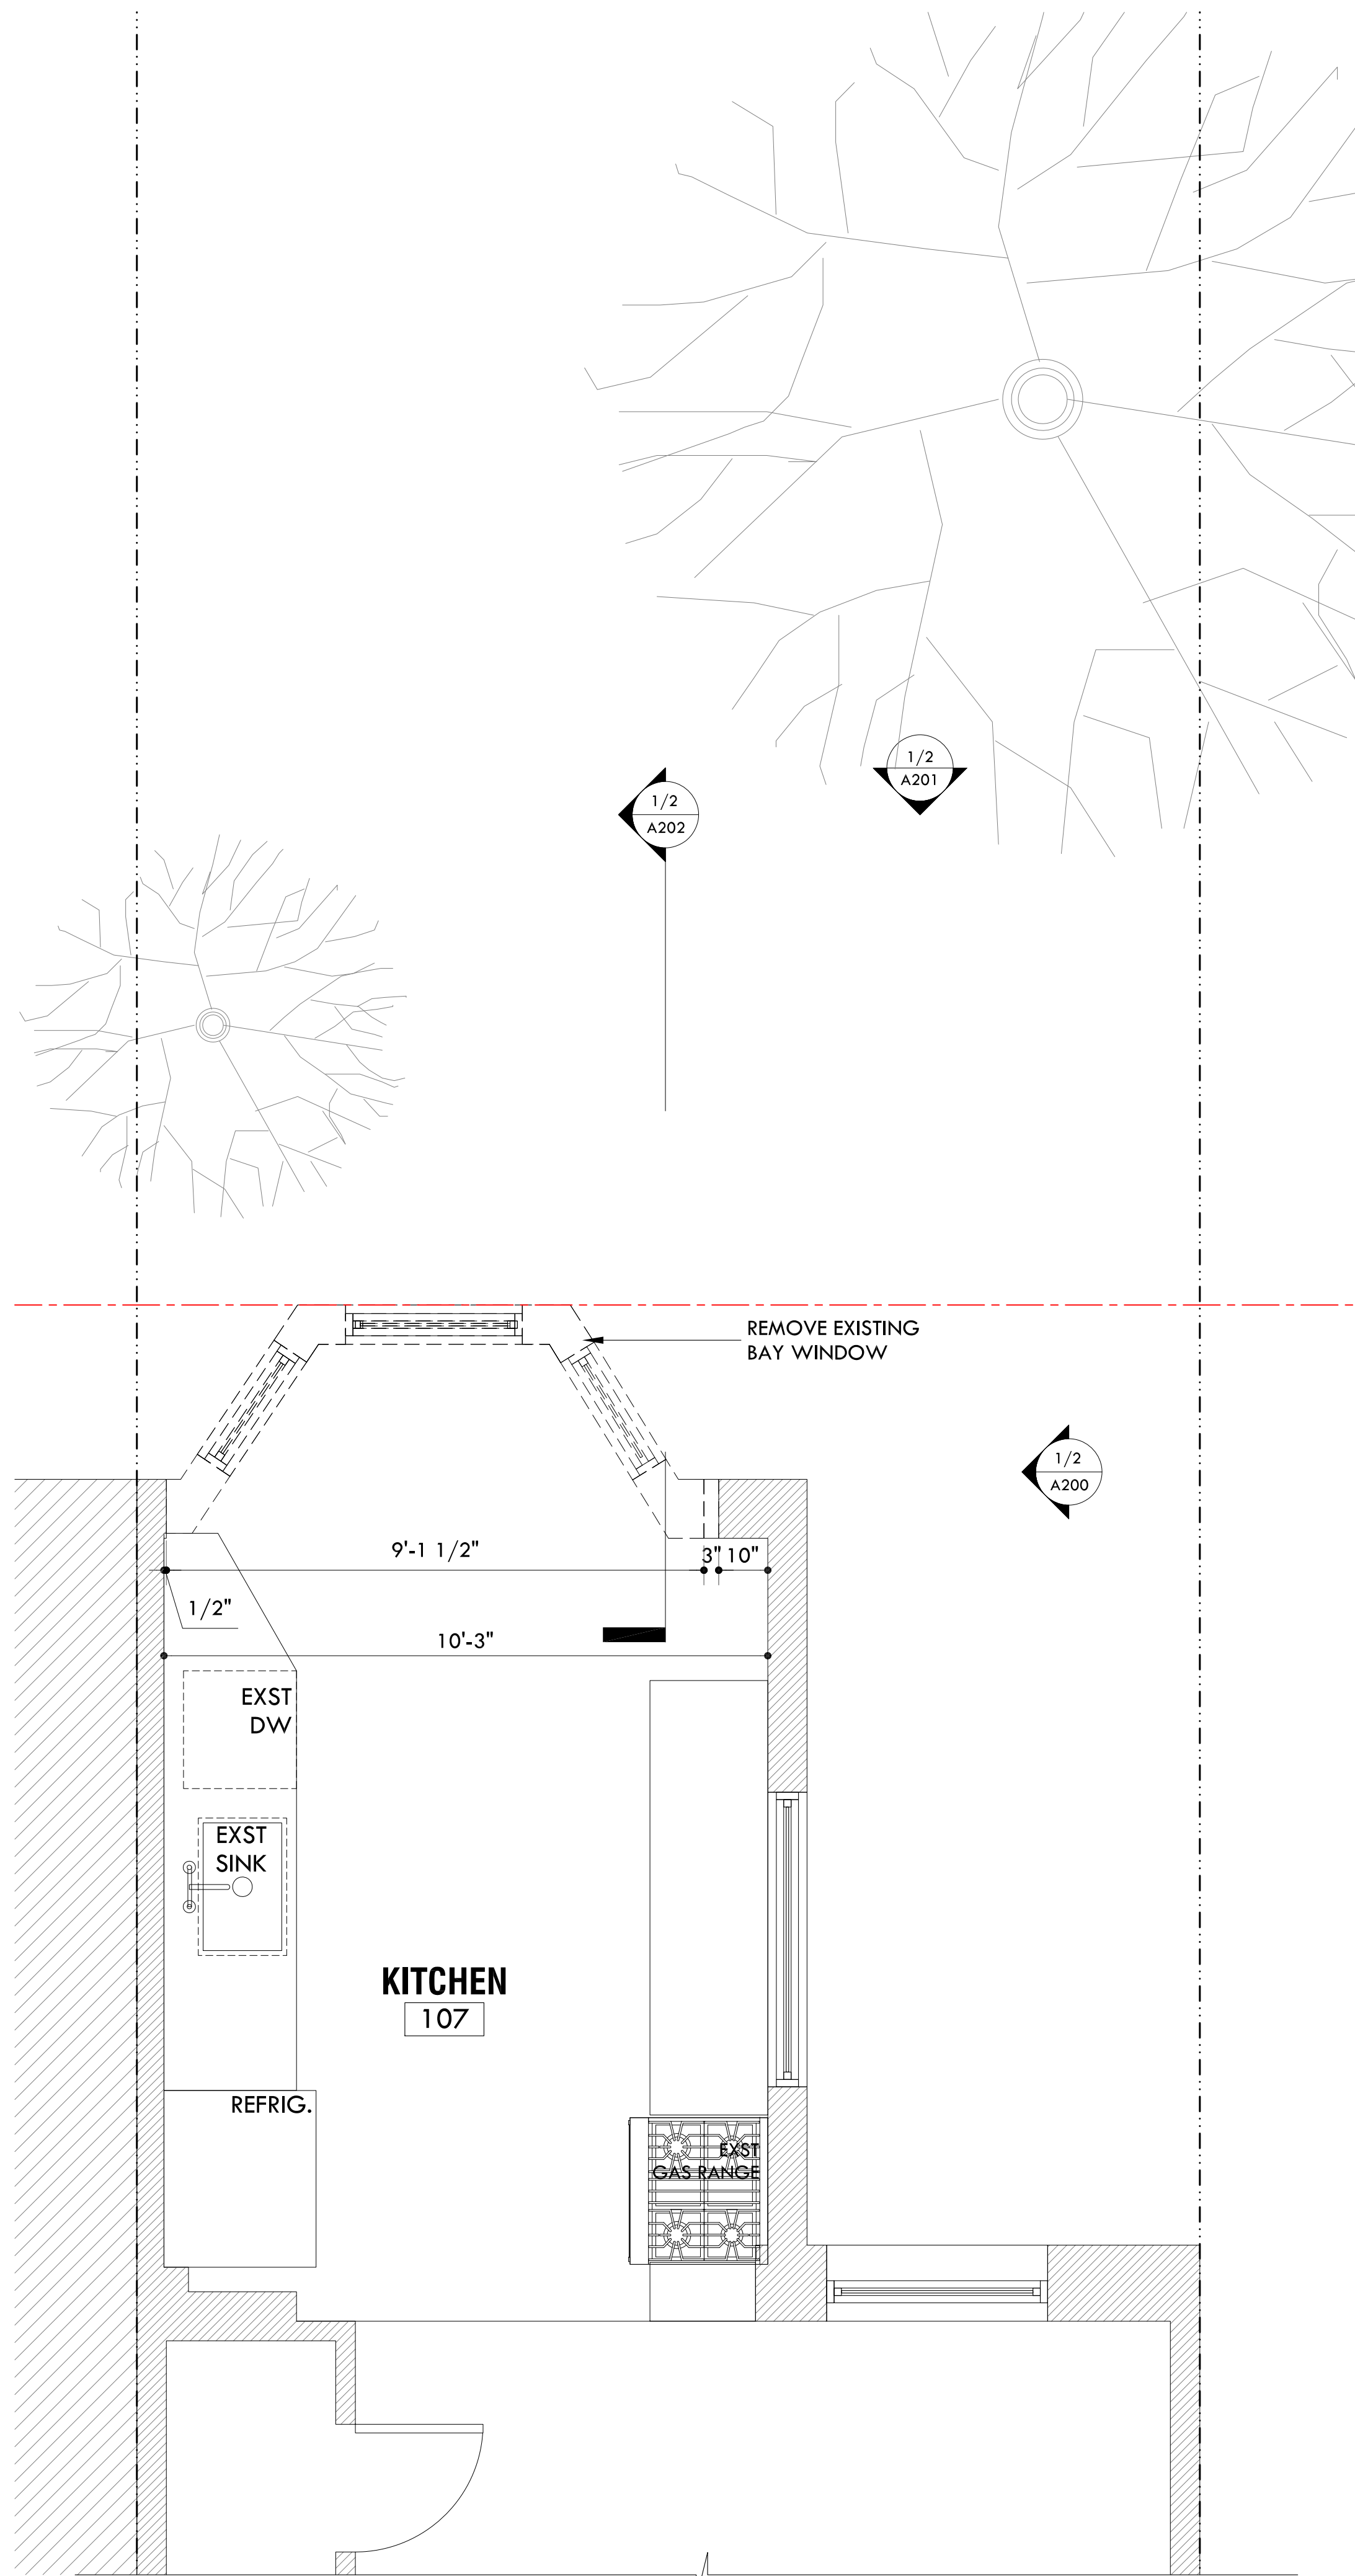 1/2
A201
1/2
A202
REMOVE EXISTING
BAY WINDOW
1/2
A200
9'-1 1/2"
3" 10"
1/2"
10'-3"
EXST
DW
EXST
SINK
KITCHEN
107
REFRIG.
EXST
GAS RANGE